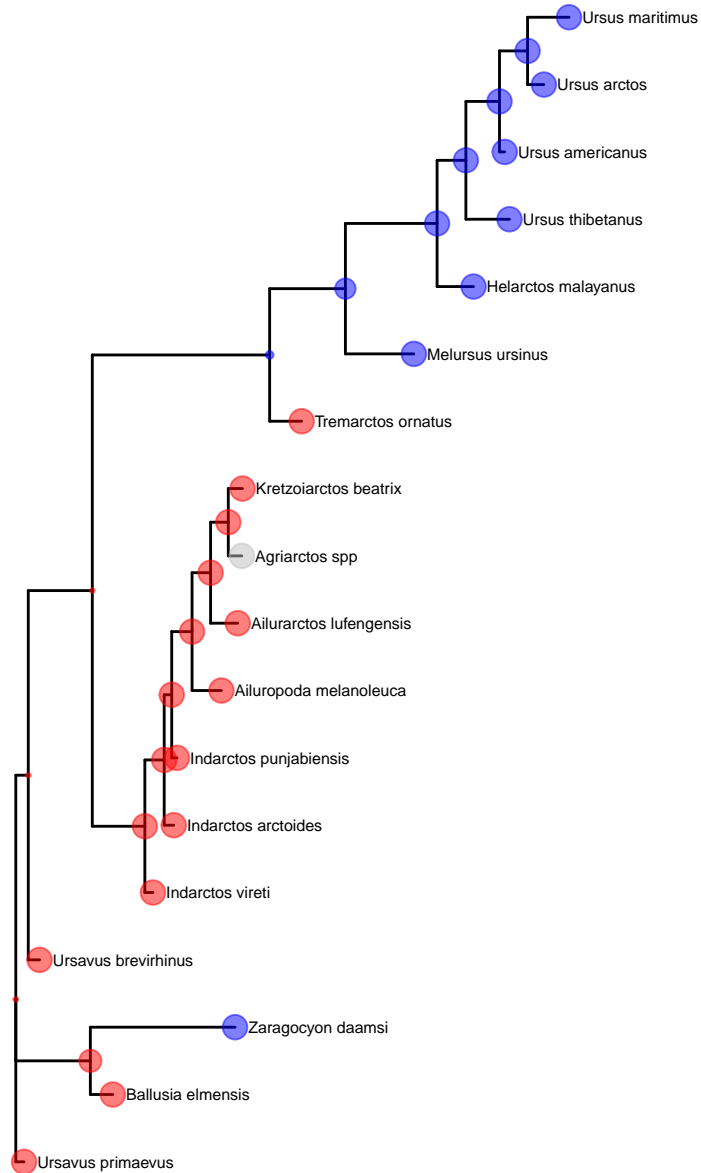 Ursus maritimus
Ursus arctos
Ursus americanus
Ursus thibetanus
Helarctos malayanus
Melursus ursinus
Tremarctos ornatus
Kretzoiarctos beatrix
Agriarctos spp
Ailurarctos lufengensis
Ailuropoda melanoleuca
Indarctos punjabiensis
Indarctos arctoides
Indarctos vireti
Ursavus brevirhinus
Zaragocyon daamsi
Ballusia elmensis
Ursavus primaevus